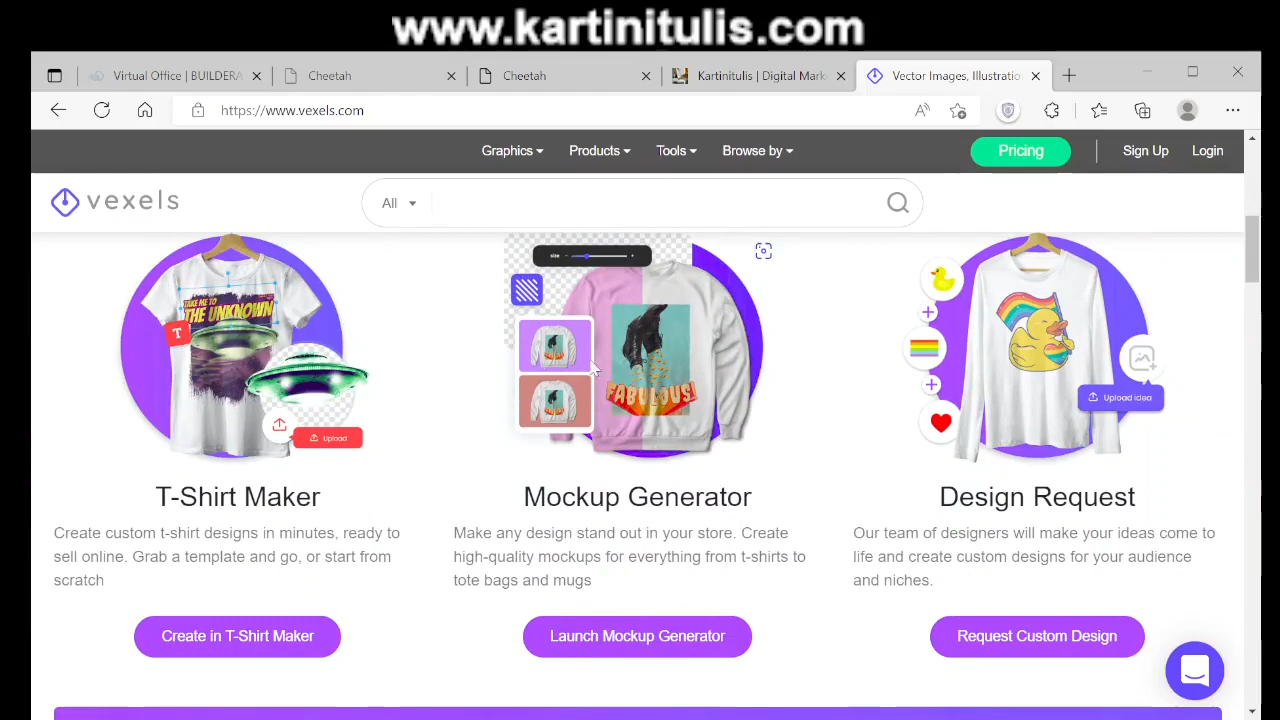 www.kartinitulis.com
Virtual Office | BUILDERA
Cheetah
Cheetah
Kartinitulis | Digital Mark
Vector Images, Illustratio
https://www.vexels.com
Graphics Products Tools Browse by Pricing Sign Up Login
vexels
All
TAKE ME TO
THE UNKNOWN
T
Upload
size
FABULOUS!
Upload idea
T-Shirt Maker
Create custom t-shirt designs in minutes, ready to
sell online. Grab a template and go, or start from
scratch
Create in T-Shirt Maker
Mockup Generator
Make any design stand out in your store. Create
high-quality mockups for everything from t-shirts to
tote bags and mugs
Launch Mockup Generator
Design Request
Our team of designers will make your ideas come to
life and create custom designs for your audience
and niches.
Request Custom Design